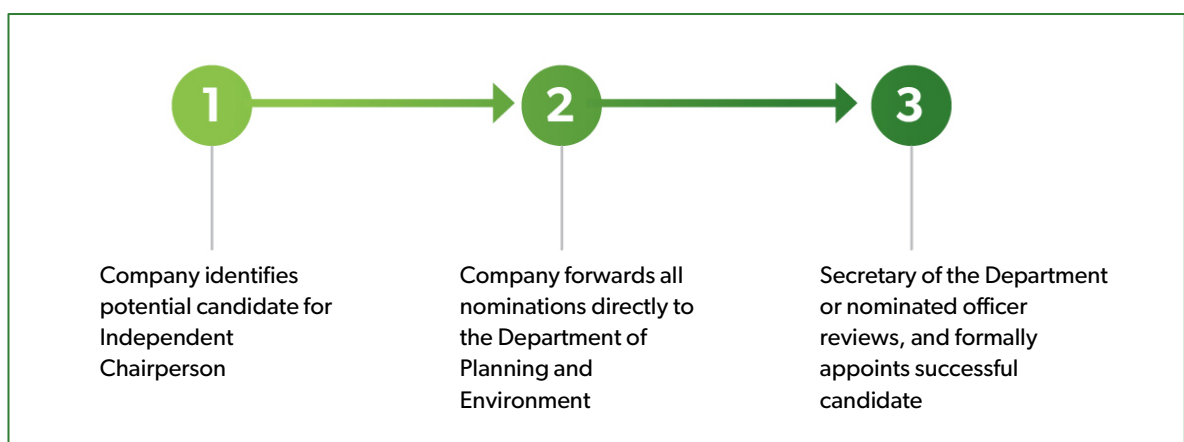 1
2
3
Company identifies
potential candidate for
Independent
Chairperson
Company forwards all
nominations directly to
the Department of
Planning and
Environment
Secretary of the Department
or nominated officer
reviews, and formally
appoints successful
candidate